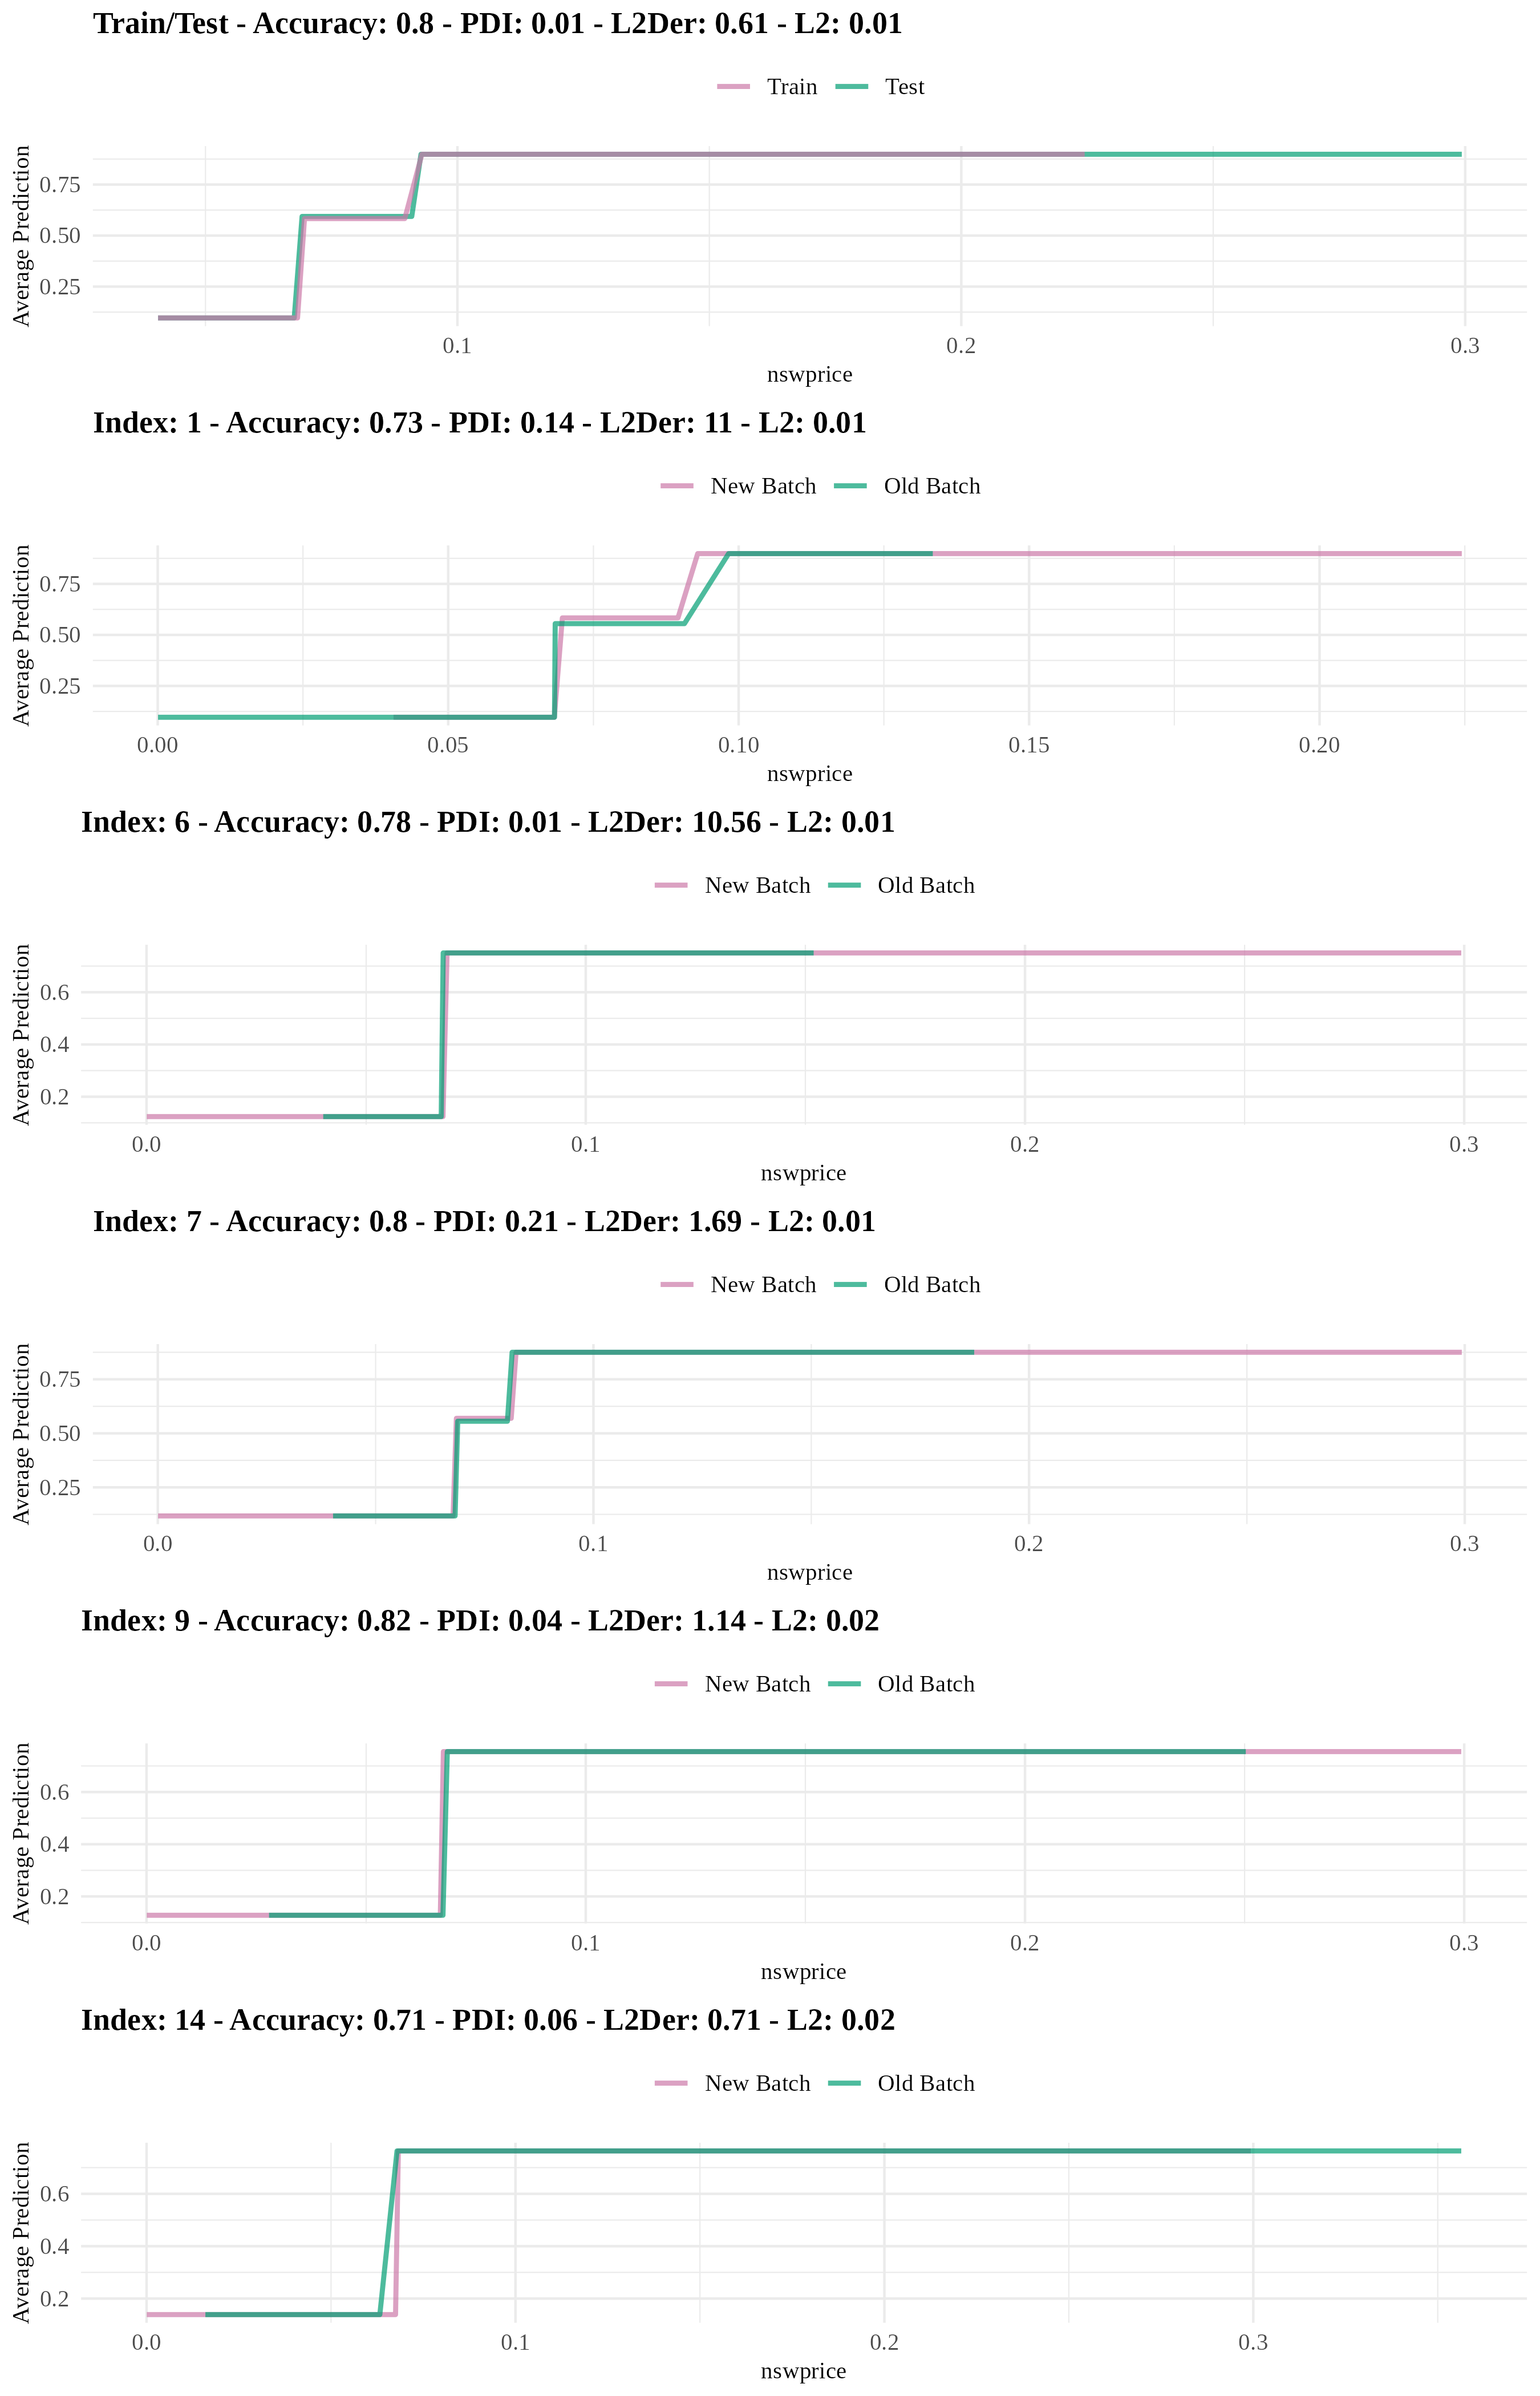 Train/Test - Accuracy: 0.8 - PDI: 0.01 - L2Der: 0.61 - L2: 0.01
Train Test
Average Prediction
0.75
0.50
0.25
0.1 0.2 0.3
nswprice
Index: 1 - Accuracy: 0.73 - PDI: 0.14 - L2Der: 11 - L2: 0.01
New Batch Old Batch
Average Prediction
0.75
0.50
0.25
0.00 0.05 0.10 0.15 0.20
nswprice
Index: 6 - Accuracy: 0.78 - PDI: 0.01 - L2Der: 10.56 - L2: 0.01
New Batch Old Batch
Average Prediction
0.6
0.4
0.2
0.0 0.1 0.2 0.3
nswprice
Index: 7 - Accuracy: 0.8 - PDI: 0.21 - L2Der: 1.69 - L2: 0.01
New Batch Old Batch
Average Prediction
0.75
0.50
0.25
0.0 0.1 0.2 0.3
nswprice
Index: 9 - Accuracy: 0.82 - PDI: 0.04 - L2Der: 1.14 - L2: 0.02
New Batch Old Batch
Average Prediction
0.6
0.4
0.2
0.0 0.1 0.2 0.3
nswprice
Index: 14 - Accuracy: 0.71 - PDI: 0.06 - L2Der: 0.71 - L2: 0.02
New Batch Old Batch
Average Prediction
0.6
0.4
0.2
0.0 0.1 0.2 0.3
nswprice